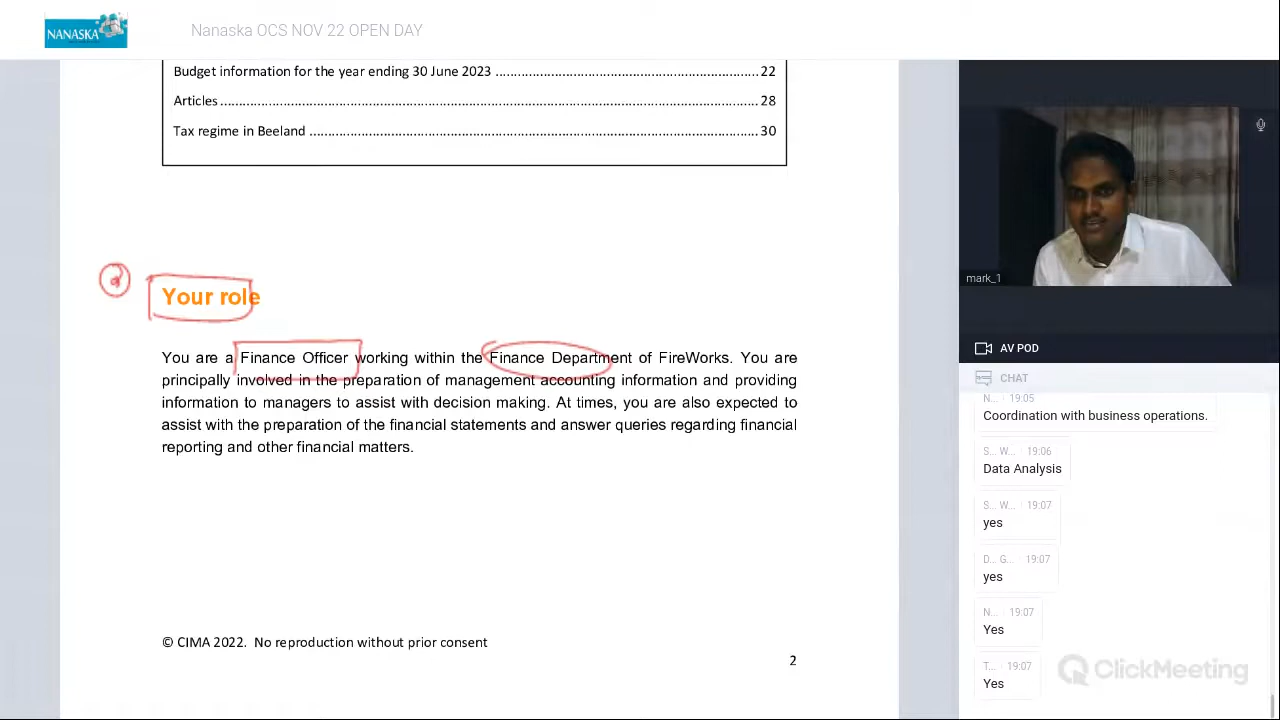 NANASKA
Nanaska OCS NOV 22 OPEN DAY
Budget information for the year ending 30 June 2023 ................................................................ 22
Articles ........................................................................................................................ 28
Tax regime in Beeland .................................................................................................... 30
Your role
You are a Finance Officer working within the Finance Department of FireWorks. You are
principally involved in the preparation of management accounting information and providing
information to managers to assist with decision making. At times, you are also expected to
assist with the preparation of the financial statements and answer queries regarding financial
reporting and other financial matters.
© CIMA 2022. No reproduction without prior consent
2
mark_1
AV POD
CHAT
N... 19:05
Coordination with business operations.
S... W... 19:06
Data Analysis
S... W... 19:07
yes
D... G... 19:07
yes
N... 19:07
Yes
T... 19:07
Yes
ClickMeeting